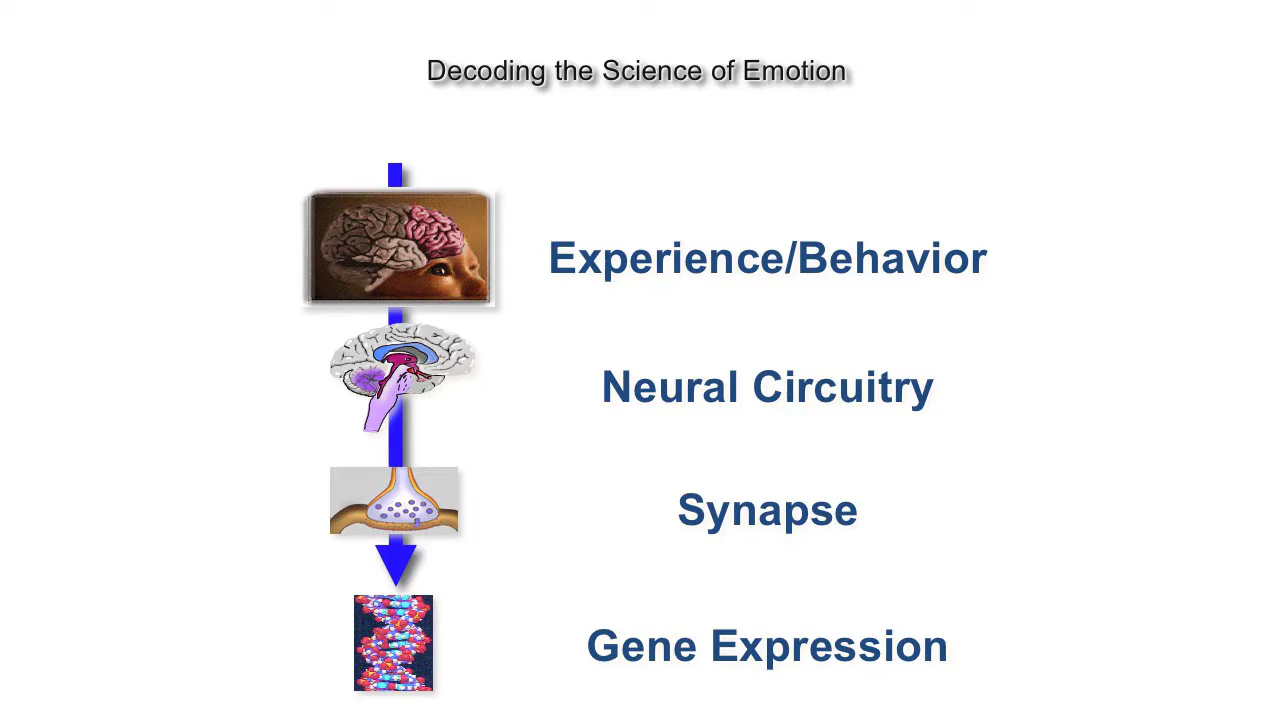 Decoding the Science of Emotion
Experience/Behavior
Neural Circuitry
Synapse
Gene Expression